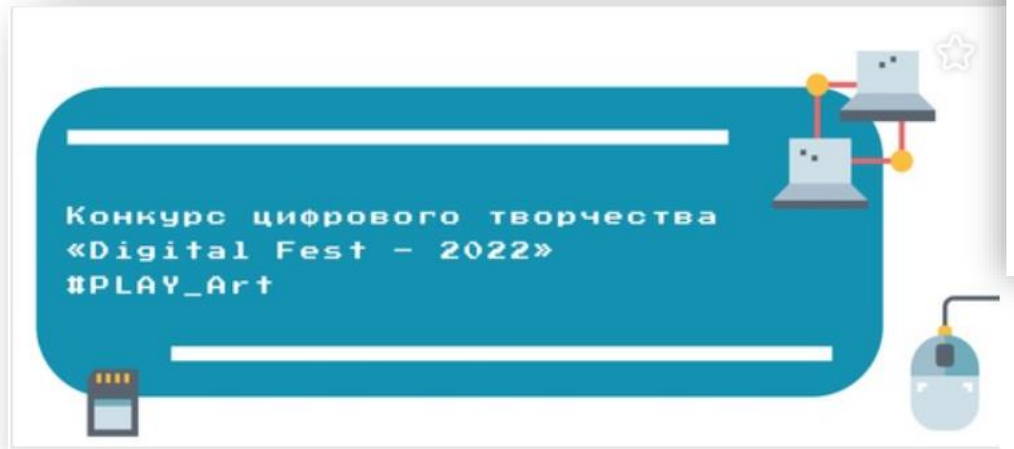 Конкурс цифрового творчества
«Digital Fest – 2022»
#PLAY_Art